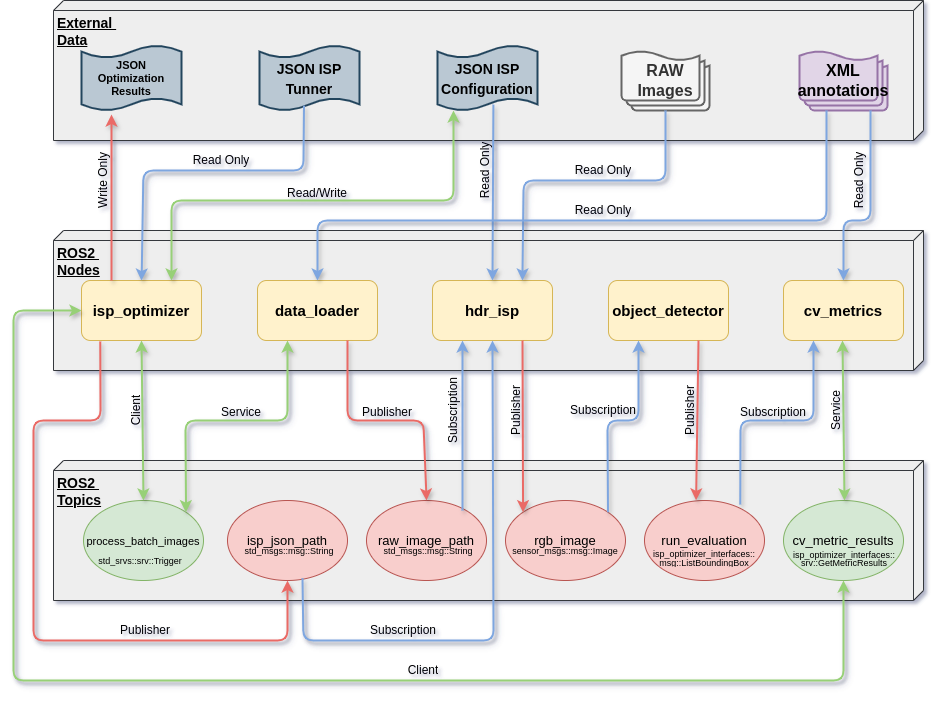 External
Data
JSON
Optimization
Results
JSON ISP
Tunner
JSON ISP
Configuration
RAW
Images
XML
annotations
Write Only
Read Only
Read/Write
Read Only
Read Only
Read Only
Read Only
ROS2
Nodes
isp_optimizer
data_loader
hdr_isp
object_detector
cv_metrics
Client
Service
Publisher
Subscription
Publisher
Subscription
Publisher
Subscription
Service
ROS2
Topics
process_batch_images
std_srvs::srv::Trigger
isp_json_path
std_msgs::msg::String
raw_image_path
std_msgs::msg::String
rgb_image
sensor_msgs::msg::Image
run_evaluation
isp_optimizer_interfaces::
msg::ListBoundingBox
cv_metric_results
isp_optimizer_interfaces::
srv::GetMetricResults
Publisher
Subscription
Client